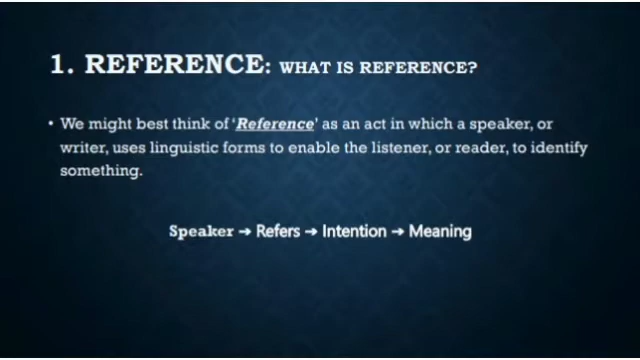 1. REFERENCE: WHAT IS REFERENCE?
• We might best think of 'Reference' as an act in which a speaker, or
writer, uses linguistic forms to enable the listener, or reader, to identify
something.
Speaker → Refers → Intention → Meaning